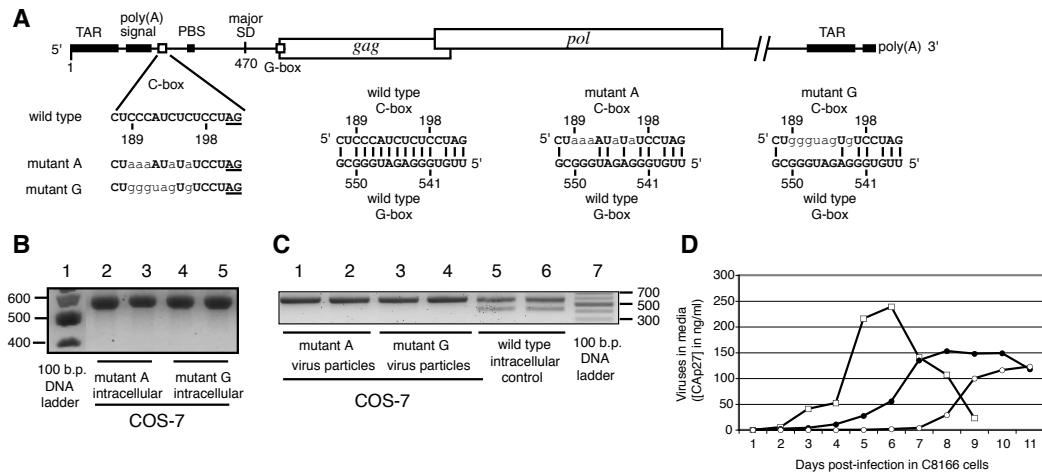 A
TAR
poly(A) signal
PBS
major SD
TAR
5'
gag
pol
poly(A) 3'
1
C-box
470
G-box
wild type CUCCCAUCUCUCCUAG
189 198
mutant A CUaaaAUaUaUCCUAG
mutant G CUggguagUgUCCUAG
wild type
C-box
189 198
5' CUCCCAUCUCUCCUAG
GCGGGUAGAGGGUGUU 5'
550 541
wild type
G-box
mutant A
C-box
189 198
5' CUaaaAUaUaUCCUAG
GCGGGUAGAGGGUGUU 5'
550 541
wild type
G-box
mutant G
C-box
189 198
5' CUggguagUgUCCUAG
GCGGGUAGAGGGUGUU 5'
550 541
wild type
G-box
B
1 2 3 4 5
600
500
400
100 b.p. DNA ladder
mutant A intracellular
mutant G intracellular
COS-7
C
1 2 3 4 5 6 7
700
500
300
mutant A virus particles
mutant G virus particles
wild type intracellular control
100 b.p. DNA ladder
COS-7
D
300
250
200
150
100
50
0
Viruses in media
([CAp27] in ng/ml)
1 2 3 4 5 6 7 8 9 10 11
Days post-infection in C8166 cells